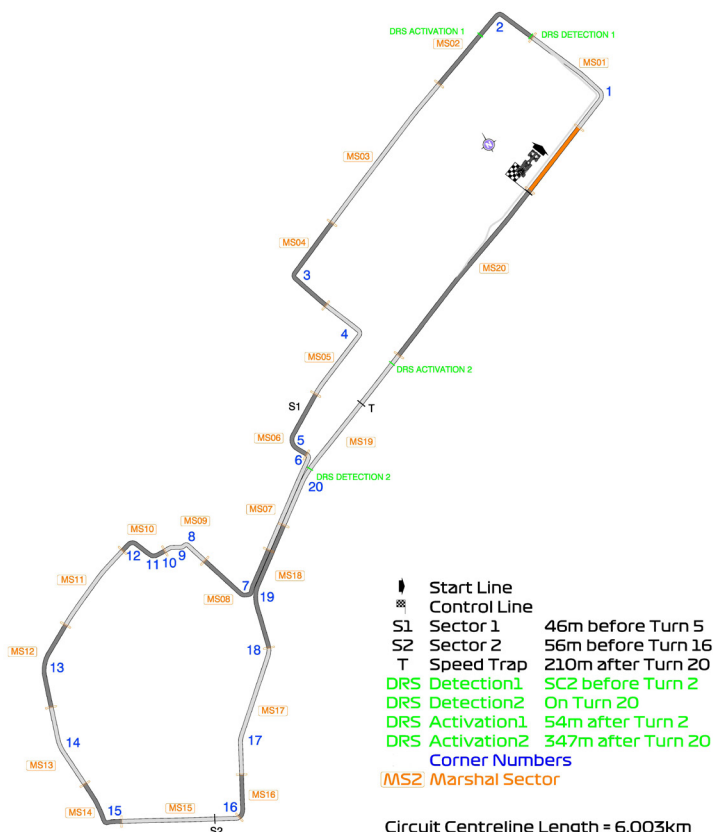 2
DRS ACTIVATION 1
DRS DETECTION 1
MS02
MS01
1
MS03
MS04
MS20
3
4
MS05
DRS ACTIVATION 2
S1
T
MS06
5
MS19
6
DRS DETECTION 2
20
MS07
MS10
MS09
8
12
11
10
9
MS18
MS11
7
MS08
19
MS12
18
13
MS17
14
17
MS13
MS16
MS14
15
MS15
16
S2
Start Line
Control Line
S1 Sector 1 46m before Turn 5
S2 Sector 2 56m before Turn 16
T Speed Trap 210m after Turn 20
DRS Detection1 SC2 before Turn 2
DRS Detection2 On Turn 20
DRS Activation1 54m after Turn 2
DRS Activation2 347m after Turn 20
Corner Numbers
MS2 Marshal Sector
Circuit Centreline Length = 6.003km